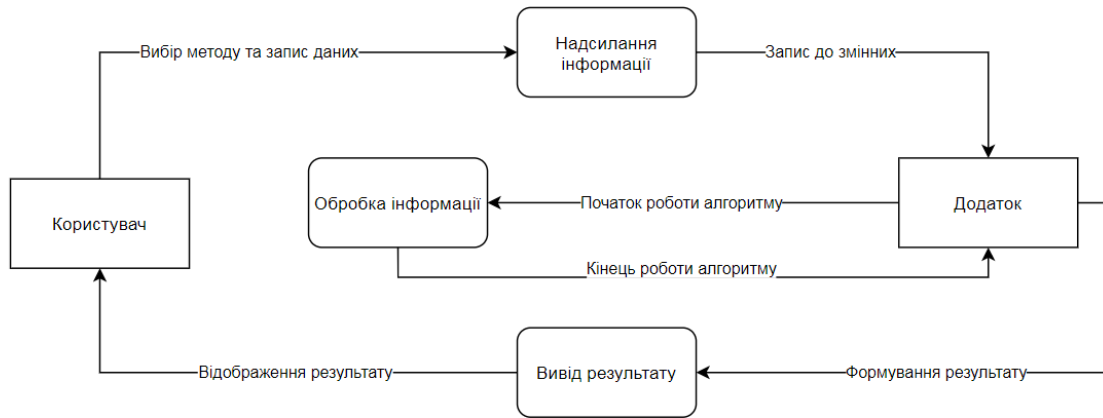 Вибір методу та запис даних
Надсилання
інформації
Запис до змінних
Користувач
Обробка інформації
Початок роботи алгоритму
Додаток
Кінець роботи алгоритму
Відображення результату
Вивід результату
Формування результату